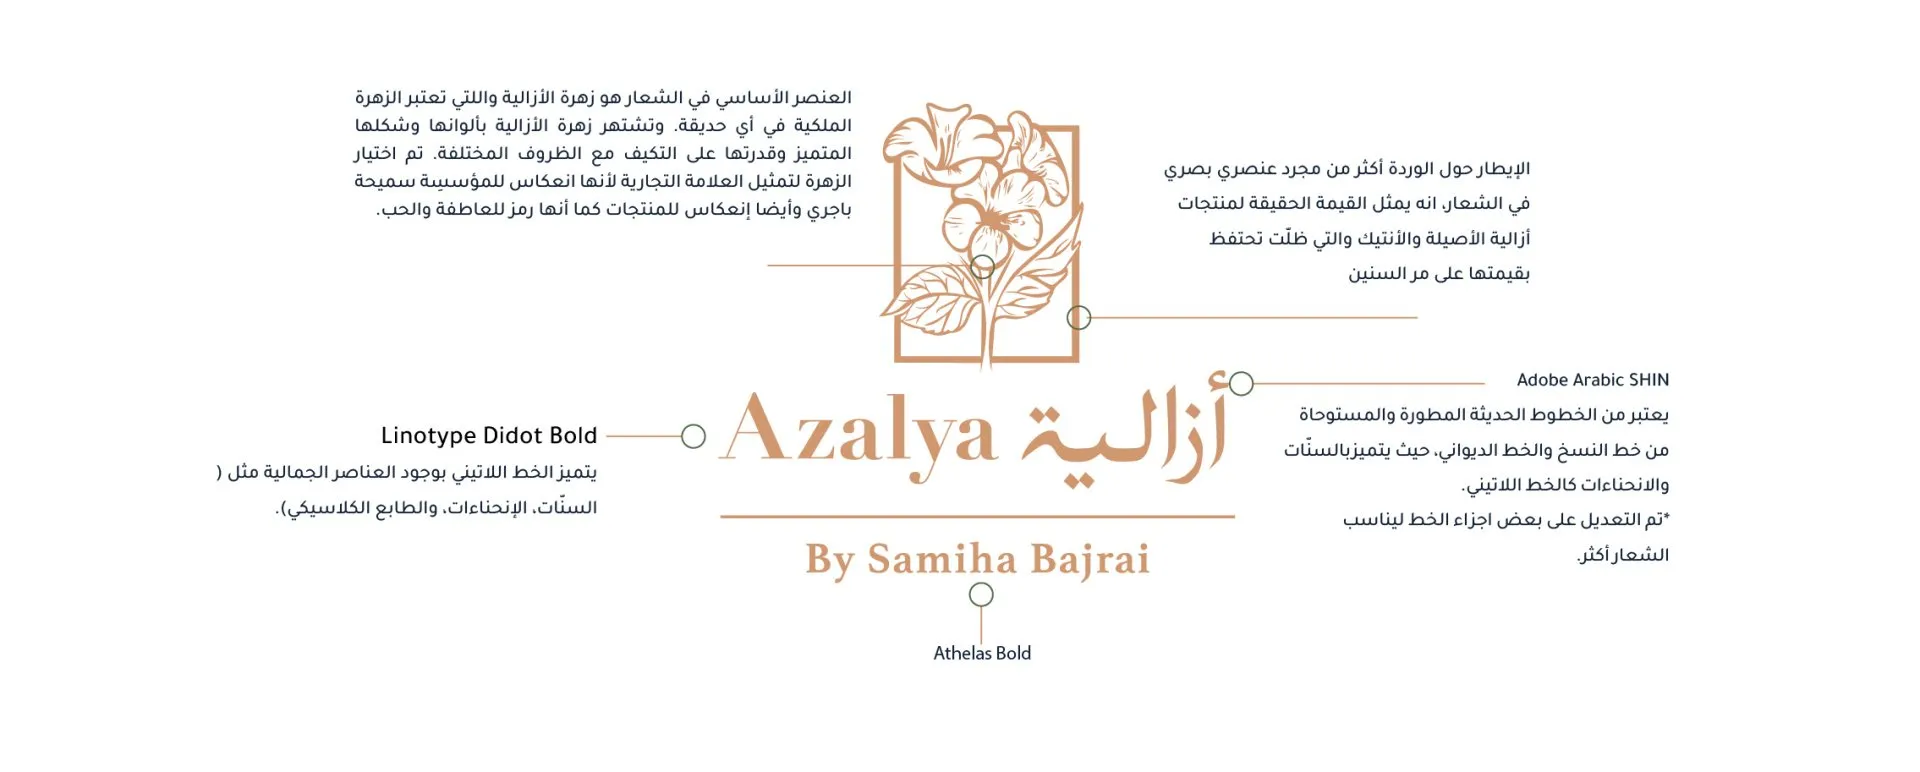 العنصر الأساسي في الشعار هو زهرة الأزالية واللتي تعتبر الزهرة
الملكية في أي حديقة. وتشتهر زهرة الأزالية بألوانها وشكلها
المتميز وقدرتها على التكيف مع الظروف المختلفة. تم اختيار
الزهرة لتمثيل العلامة التجارية لأنها انعكاس للمؤسسِة سميحة
باجري وأيضا إنعكاس للمنتجات كما أنها رمز للعاطفة والحب.
الإيطار حول الوردة أكثر من مجرد عنصري بصري
في الشعار، انه يمثل القيمة الحقيقة لمنتجات
أزالية الأصيلة والأنتيك والتي ظلّت تحتفظ
بقيمتها على مر السنين
Azalya أزالية
By Samiha Bajrai
Adobe Arabic SHIN
يعتبر من الخطوط الحديثة المطورة والمستوحاة
من خط النسخ والخط الديواني، حيث يتميزبالسنّات
والانحناءات كالخط اللاتيني.
*تم التعديل على بعض اجزاء الخط ليناسب
الشعار أكثر.
Linotype Didot Bold
يتميز الخط اللاتيني بوجود العناصر الجمالية مثل (
السنّات، الإنحناءات، والطابع الكلاسيكي).
Athelas Bold